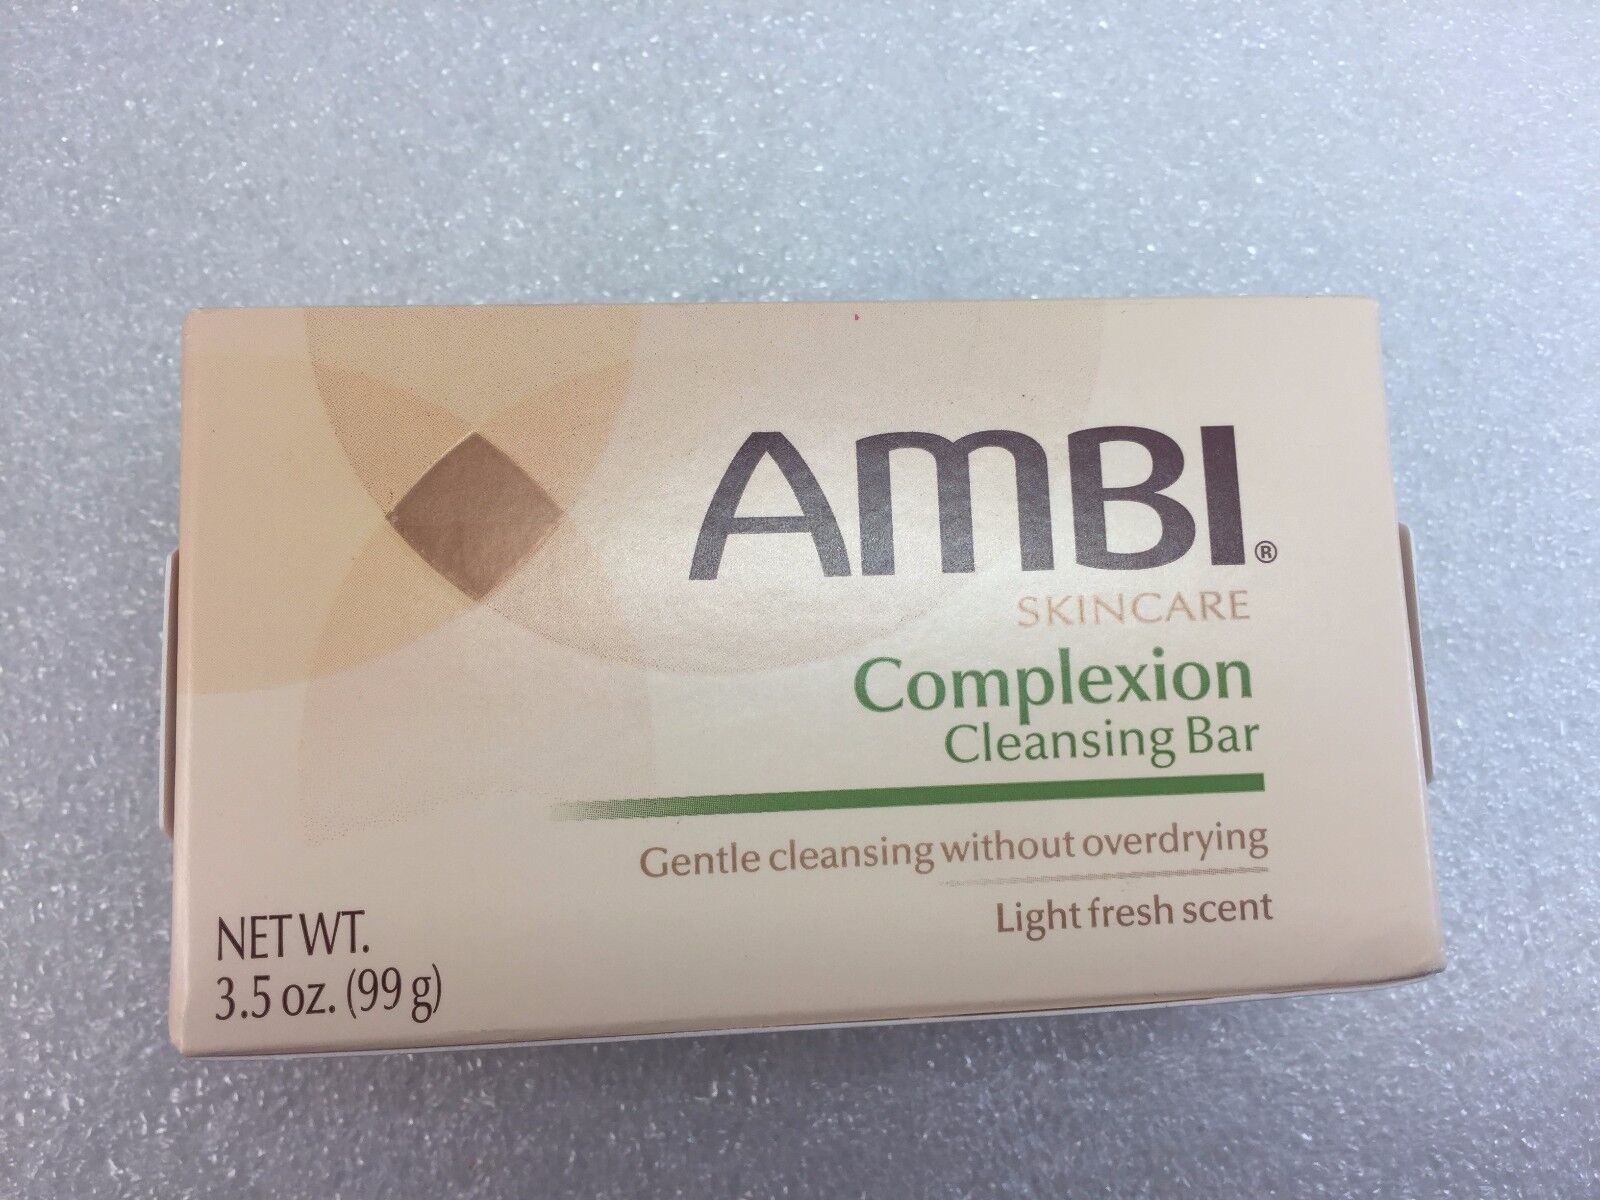 AMBI®
SKINCARE
Complexion
Cleansing Bar
Gentle cleansing without overdrying
Light fresh scent
NET WT.
3.5 oz. (99 g)